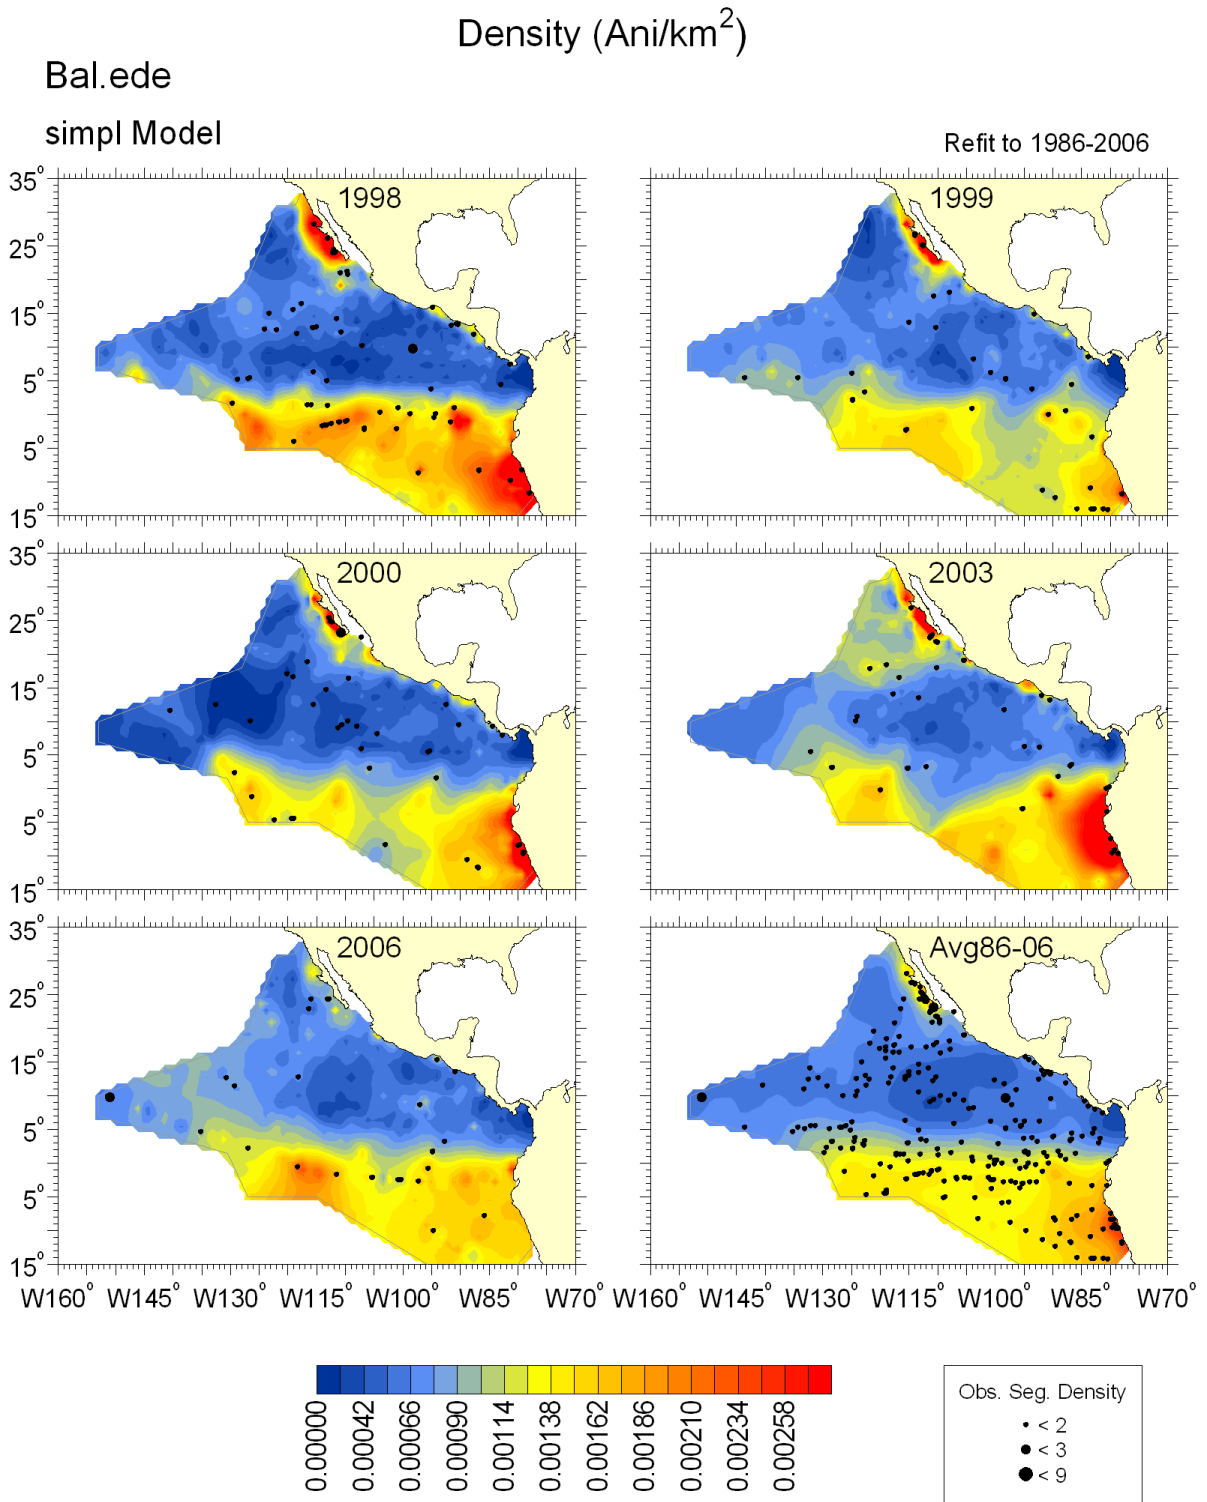 Density (Ani/km²)
Bal.ede
simpl Model
Refit to 1986-2006
35° 1998 1999
25°
15°
5°
5°
15°
35° 2000 2003
25°
15°
5°
5°
15°
35° 2006 Avg86-06
25°
15°
5°
5°
15°
W160° W145° W130° W115° W100° W85° W70° W160° W145° W130° W115° W100° W85° W70°
0.00000 0.00042 0.00066 0.00090 0.00114 0.00138 0.00162 0.00186 0.00210 0.00234 0.00258
Obs. Seg. Density
< 2
< 3
< 9